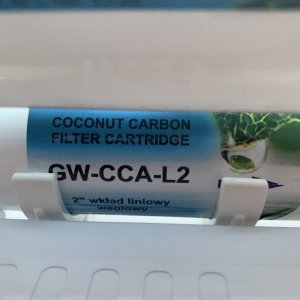 COCONUT CARBON
FILTER CARTRIDGE
GW-CCA-L2
2" wkład liniowy
węglowy